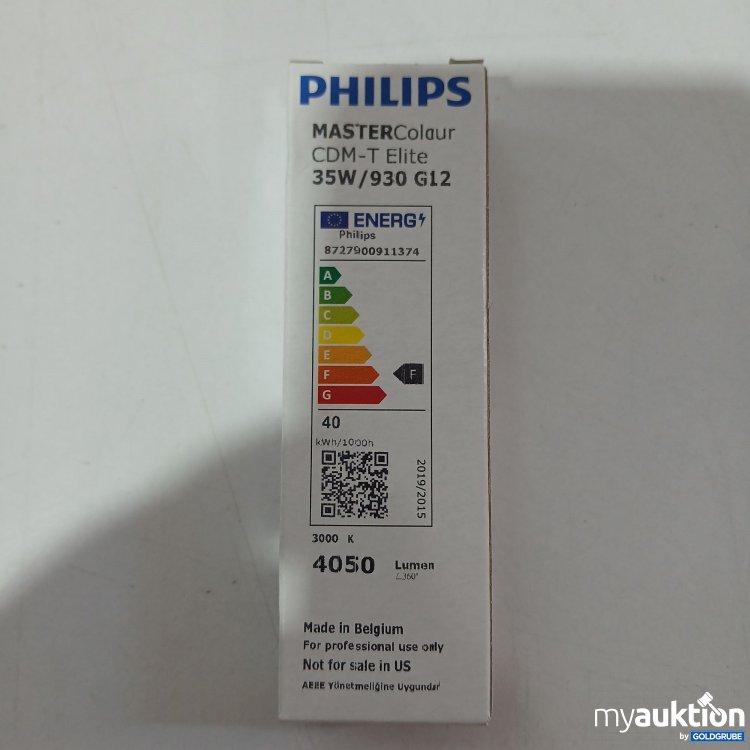 PHILIPS
MASTERColour
CDM-T Elite
35W/930 G12
ENERG
Philips
8727900911374
A
B
C
D
E
F
F
G
40
kWh/1000h
2019/2015
3000 K
4050 Lumen
∠360°
Made in Belgium
For professional use only
Not for sale in US
AEEE Yönetmeliğine Uygundur
myauktion
by GOLDGRUBE